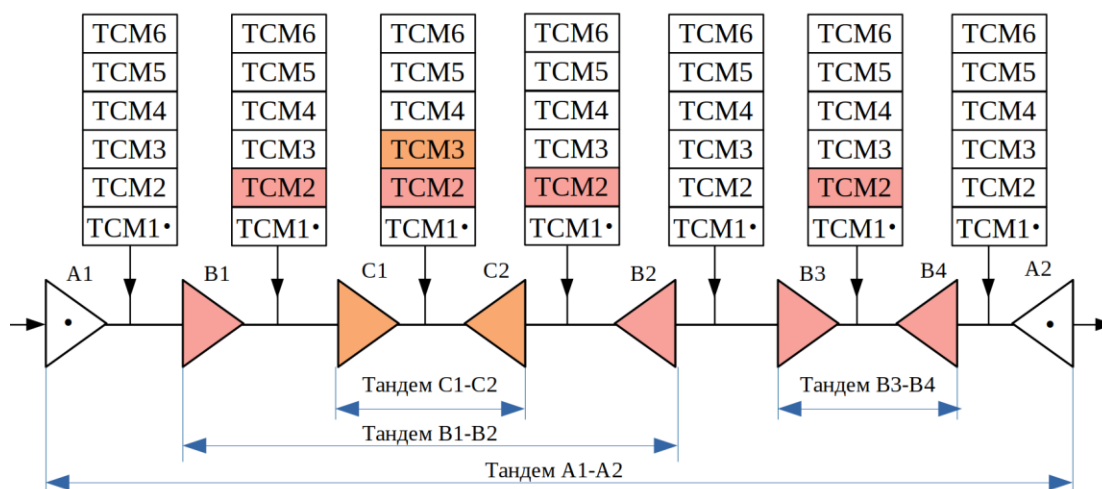 TCM6 TCM6 TCM6 TCM6 TCM6 TCM6 TCM6
TCM5 TCM5 TCM5 TCM5 TCM5 TCM5 TCM5
TCM4 TCM4 TCM4 TCM4 TCM4 TCM4 TCM4
TCM3 TCM3 TCM3 TCM3 TCM3 TCM3 TCM3
TCM2 TCM2 TCM2 TCM2 TCM2 TCM2 TCM2
TCM1• TCM1• TCM1• TCM1• TCM1• TCM1• TCM1•
A1 B1 C1 C2 B2 B3 B4 A2
Тандем C1-C2 Тандем B3-B4
Тандем B1-B2
Тандем A1-A2